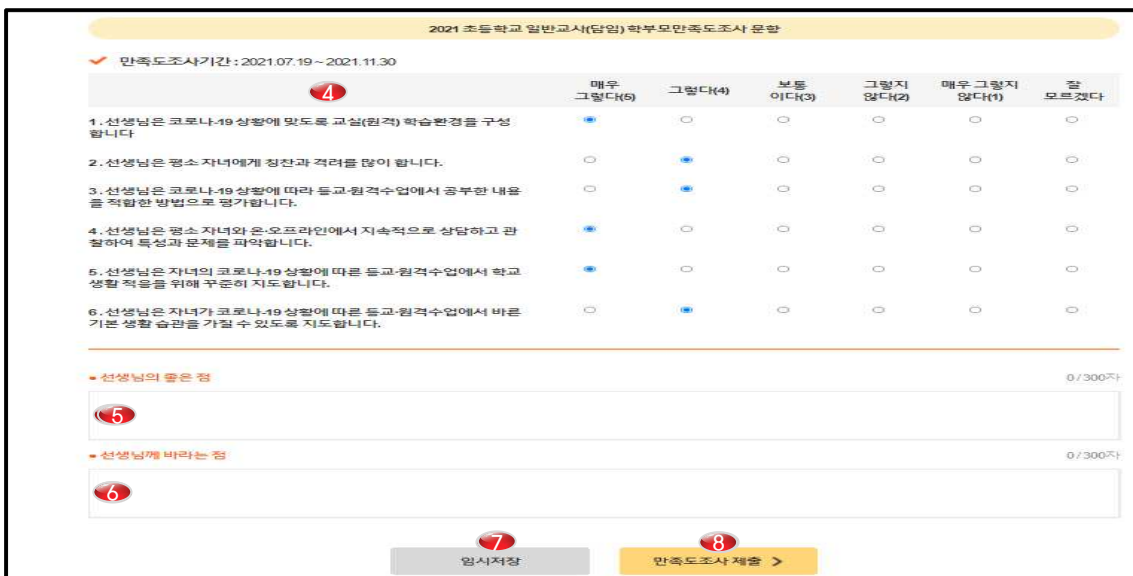 2021 초등학교 일반교사(담임) 학부모만족도조사 문항
만족도조사기간 : 2021.07.19 ~ 2021.11.30
4
매우 그렇다(5)
그렇다(4)
보통 이다(3)
그렇지 않다(2)
매우 그렇지 않다(1)
잘 모르겠다
1. 선생님은 코로나-19 상황에 맞도록 교실(원격) 학습환경을 구성
합니다
2. 선생님은 평소 자녀에게 칭찬과 격려를 많이 합니다.
3. 선생님은 코로나-19 상황에 따라 등교·원격수업에서 공부한 내용
을 적합한 방법으로 평가합니다.
4. 선생님은 평소 자녀와 온·오프라인에서 지속적으로 상담하고 관
찰하여 특성과 문제를 파악합니다.
5. 선생님은 자녀의 코로나-19 상황에 따른 등교·원격수업에서 학교
생활 적응을 위해 꾸준히 지도합니다.
6. 선생님은 자녀가 코로나-19 상황에 따른 등교·원격수업에서 바른
기본 생활 습관을 가질 수 있도록 지도합니다.
선생님의 좋은 점
0 / 300자
5
선생님께 바라는 점
0 / 300자
6
7
임시저장
8
만족도조사 제출 >